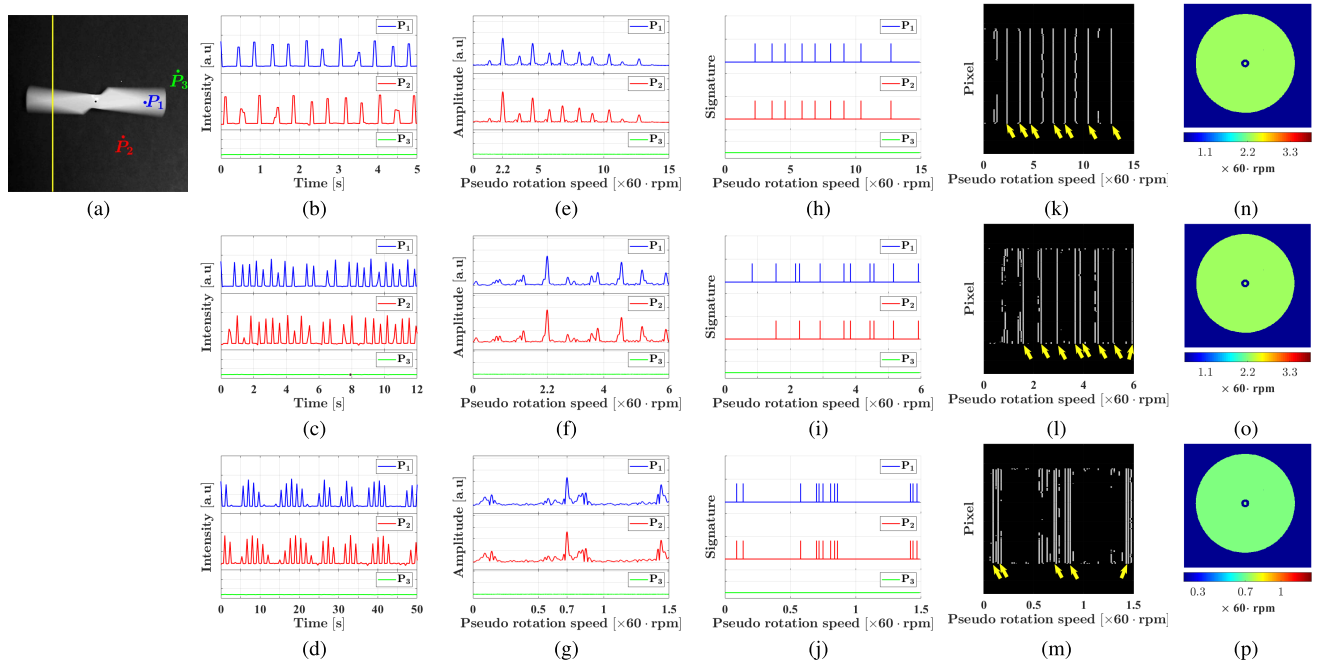 P₃
P₁
P₂
(a)
Intensity [a.u]
P₁
P₂
P₃
0 1 2 3 4 5
Time [s]
(b)
Amplitude [a.u]
P₁
P₂
P₃
0 2.2 5 10 15
Pseudo rotation speed [×60 · rpm]
(e)
Signature
P₁
P₂
P₃
0 5 10 15
Pseudo rotation speed [×60 · rpm]
(h)
Pixel
0 5 10 15
Pseudo rotation speed [×60 · rpm]
(k)
1.1 2.2 3.3
× 60· rpm
(n)
Intensity [a.u]
P₁
P₂
P₃
0 2 4 6 8 10 12
Time [s]
(c)
Amplitude [a.u]
P₁
P₂
P₃
0 2.2 4 6
Pseudo rotation speed [×60 · rpm]
(f)
Signature
P₁
P₂
P₃
0 2 4 6
Pseudo rotation speed [×60 · rpm]
(i)
Pixel
0 2 4 6
Pseudo rotation speed [×60 · rpm]
(l)
1.1 2.2 3.3
× 60· rpm
(o)
Intensity [a.u]
P₁
P₂
P₃
0 10 20 30 40 50
Time [s]
(d)
Amplitude [a.u]
P₁
P₂
P₃
0 0.5 0.7 1 1.5
Pseudo rotation speed [×60 · rpm]
(g)
Signature
P₁
P₂
P₃
0 0.5 1 1.5
Pseudo rotation speed [×60 · rpm]
(j)
Pixel
0 0.5 1 1.5
Pseudo rotation speed [×60 · rpm]
(m)
0.3 0.7 1
× 60· rpm
(p)